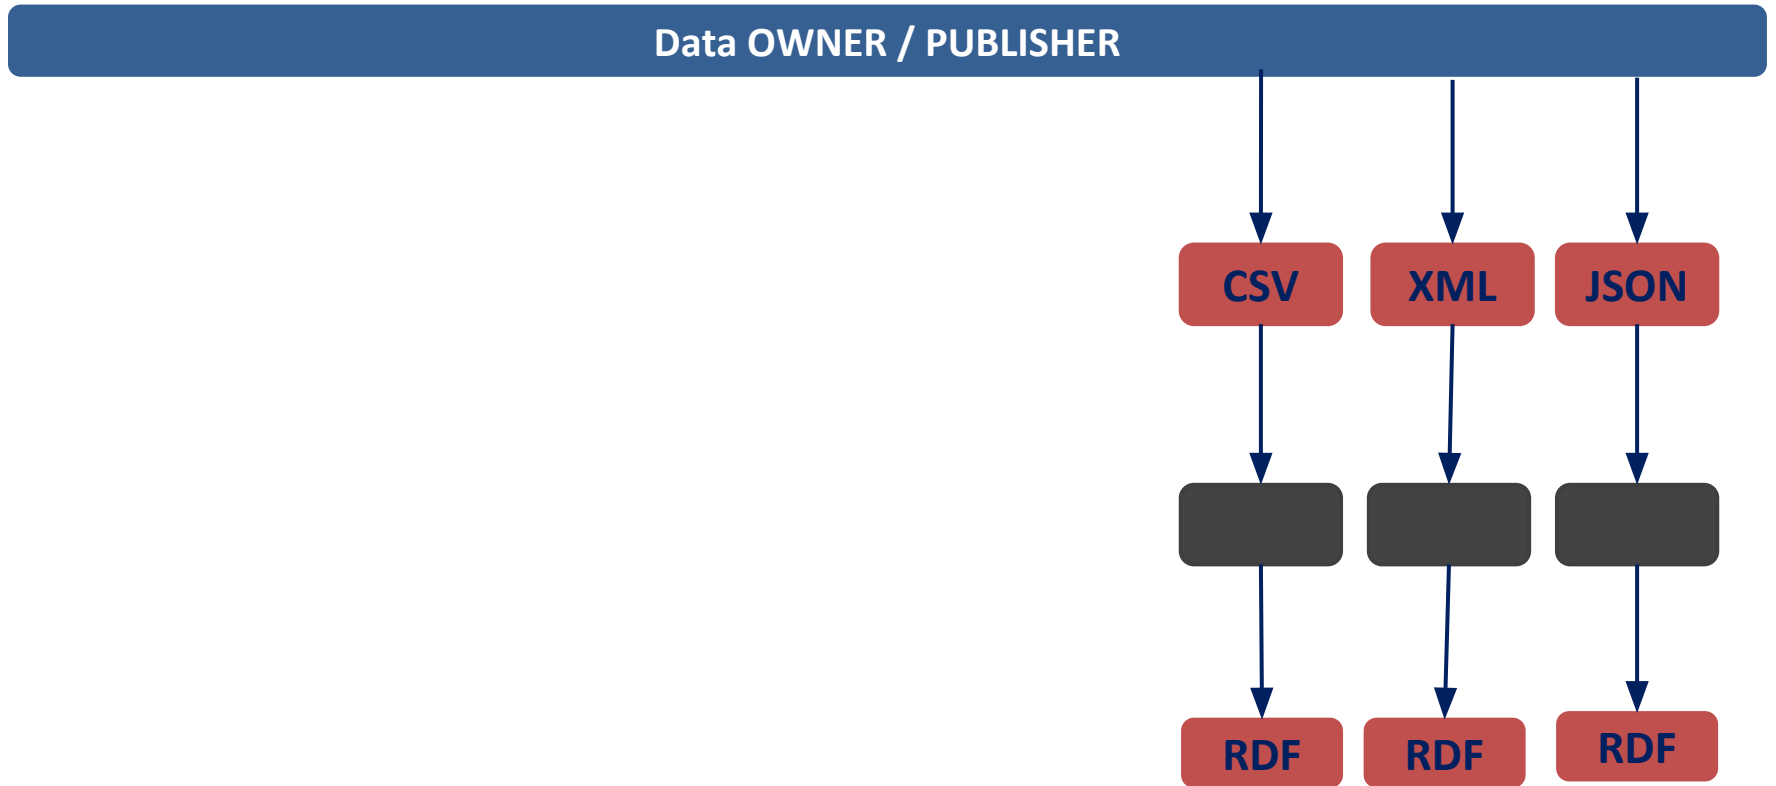 Data OWNER / PUBLISHER
CSV
XML
JSON
RDF
RDF
RDF